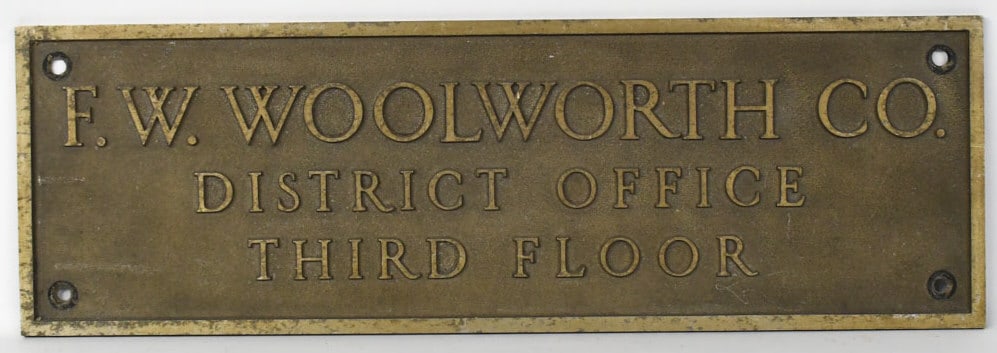 F. W. WOOLWORTH CO.
DISTRICT OFFICE
THIRD FLOOR